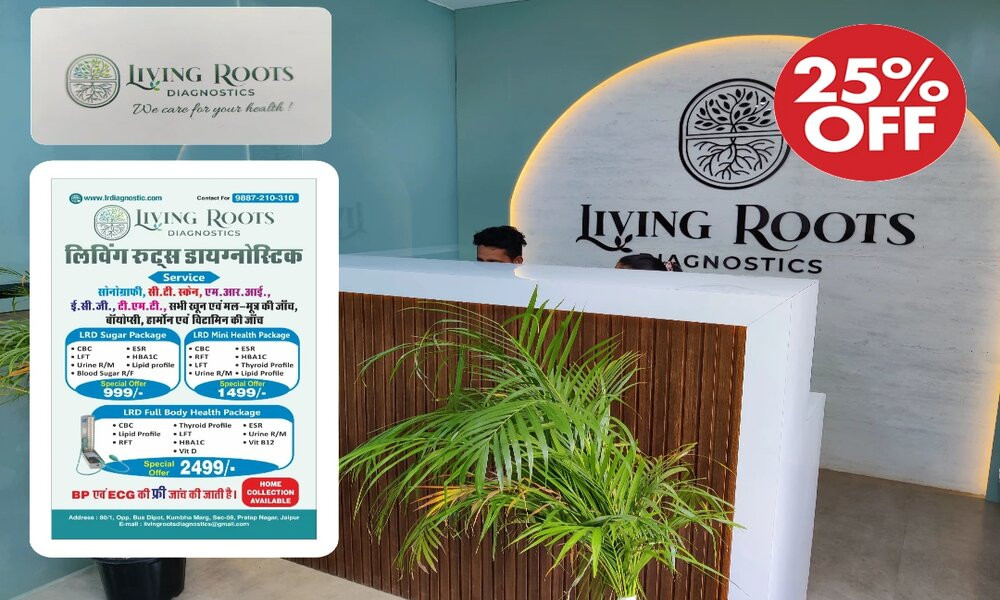 LIVING ROOTS
DIAGNOSTICS
We care for your health !
25%
OFF
LIVING ROOTS
DIAGNOSTICS
www.lrdiagnostic.com Contact For 9887-210-310
LIVING ROOTS
DIAGNOSTICS
लिविंग रुट्स डायग्नोस्टिक
Service
सोनोग्राफी, सी.टी. स्केन, एम.आर.आई.,
ई.सी.जी., टी.एम.टी., सभी खून एवं मल-मूत्र की जाँच,
बॉयोप्सी, हार्मोन एवं विटामिन की जाँच
LRD Sugar Package
• CBC • ESR
• LFT • HBA1C
• Urine R/M • Lipid profile
• Blood Sugar R/F
Special Offer
999/-
LRD Mini Health Package
• CBC • ESR
• RFT • HBA1C
• LFT • Thyroid Profile
• Urine R/M • Lipid Profile
Special Offer
1499/-
LRD Full Body Health Package
• CBC • Thyroid Profile • ESR
• Lipid Profile • LFT • Urine R/M
• RFT • HBA1C • Vit B12
• Vit D
Special
Offer 2499/-
BP एवं ECG की फ्री जांच की जाती है।
HOME
COLLECTION
AVAILABLE
Address : 80/1, Opp. Bus Dipot, Kumbha Marg, Sec-08, Pratap Nagar, Jaipur
E-mail : livingrootsdiagnostics@gmail.com